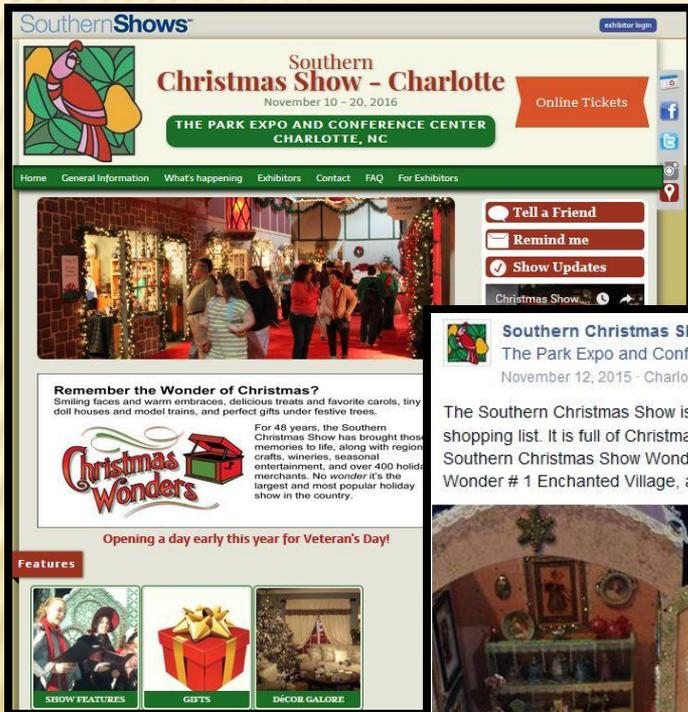 SouthernShows
exhibitor login
Southern
Christmas Show - Charlotte
November 10 - 20, 2016
THE PARK EXPO AND CONFERENCE CENTER
CHARLOTTE, NC
Online Tickets
Home General Information What's happening Exhibitors Contact FAQ For Exhibitors
Tell a Friend
Remind me
Show Updates
Christmas Show ...
Remember the Wonder of Christmas?
Smiling faces and warm embraces, delicious treats and favorite carols, tiny
doll houses and model trains, and perfect gifts under festive trees.
For 48 years, the Southern
Christmas Show has brought those
memories to life, along with region
crafts, wineries, seasonal
entertainment, and over 400 holida
merchants. No wonder it's the
largest and most popular holiday
show in the country.
Christmas
Wonders
Opening a day early this year for Veteran's Day!
Features
SHOW FEATURES
GIFTS
DéCOR GALORE
Southern Christmas S
The Park Expo and Conf
November 12, 2015 · Charlo
The Southern Christmas Show is
shopping list. It is full of Christma
Southern Christmas Show Wond
Wonder # 1 Enchanted Village, a